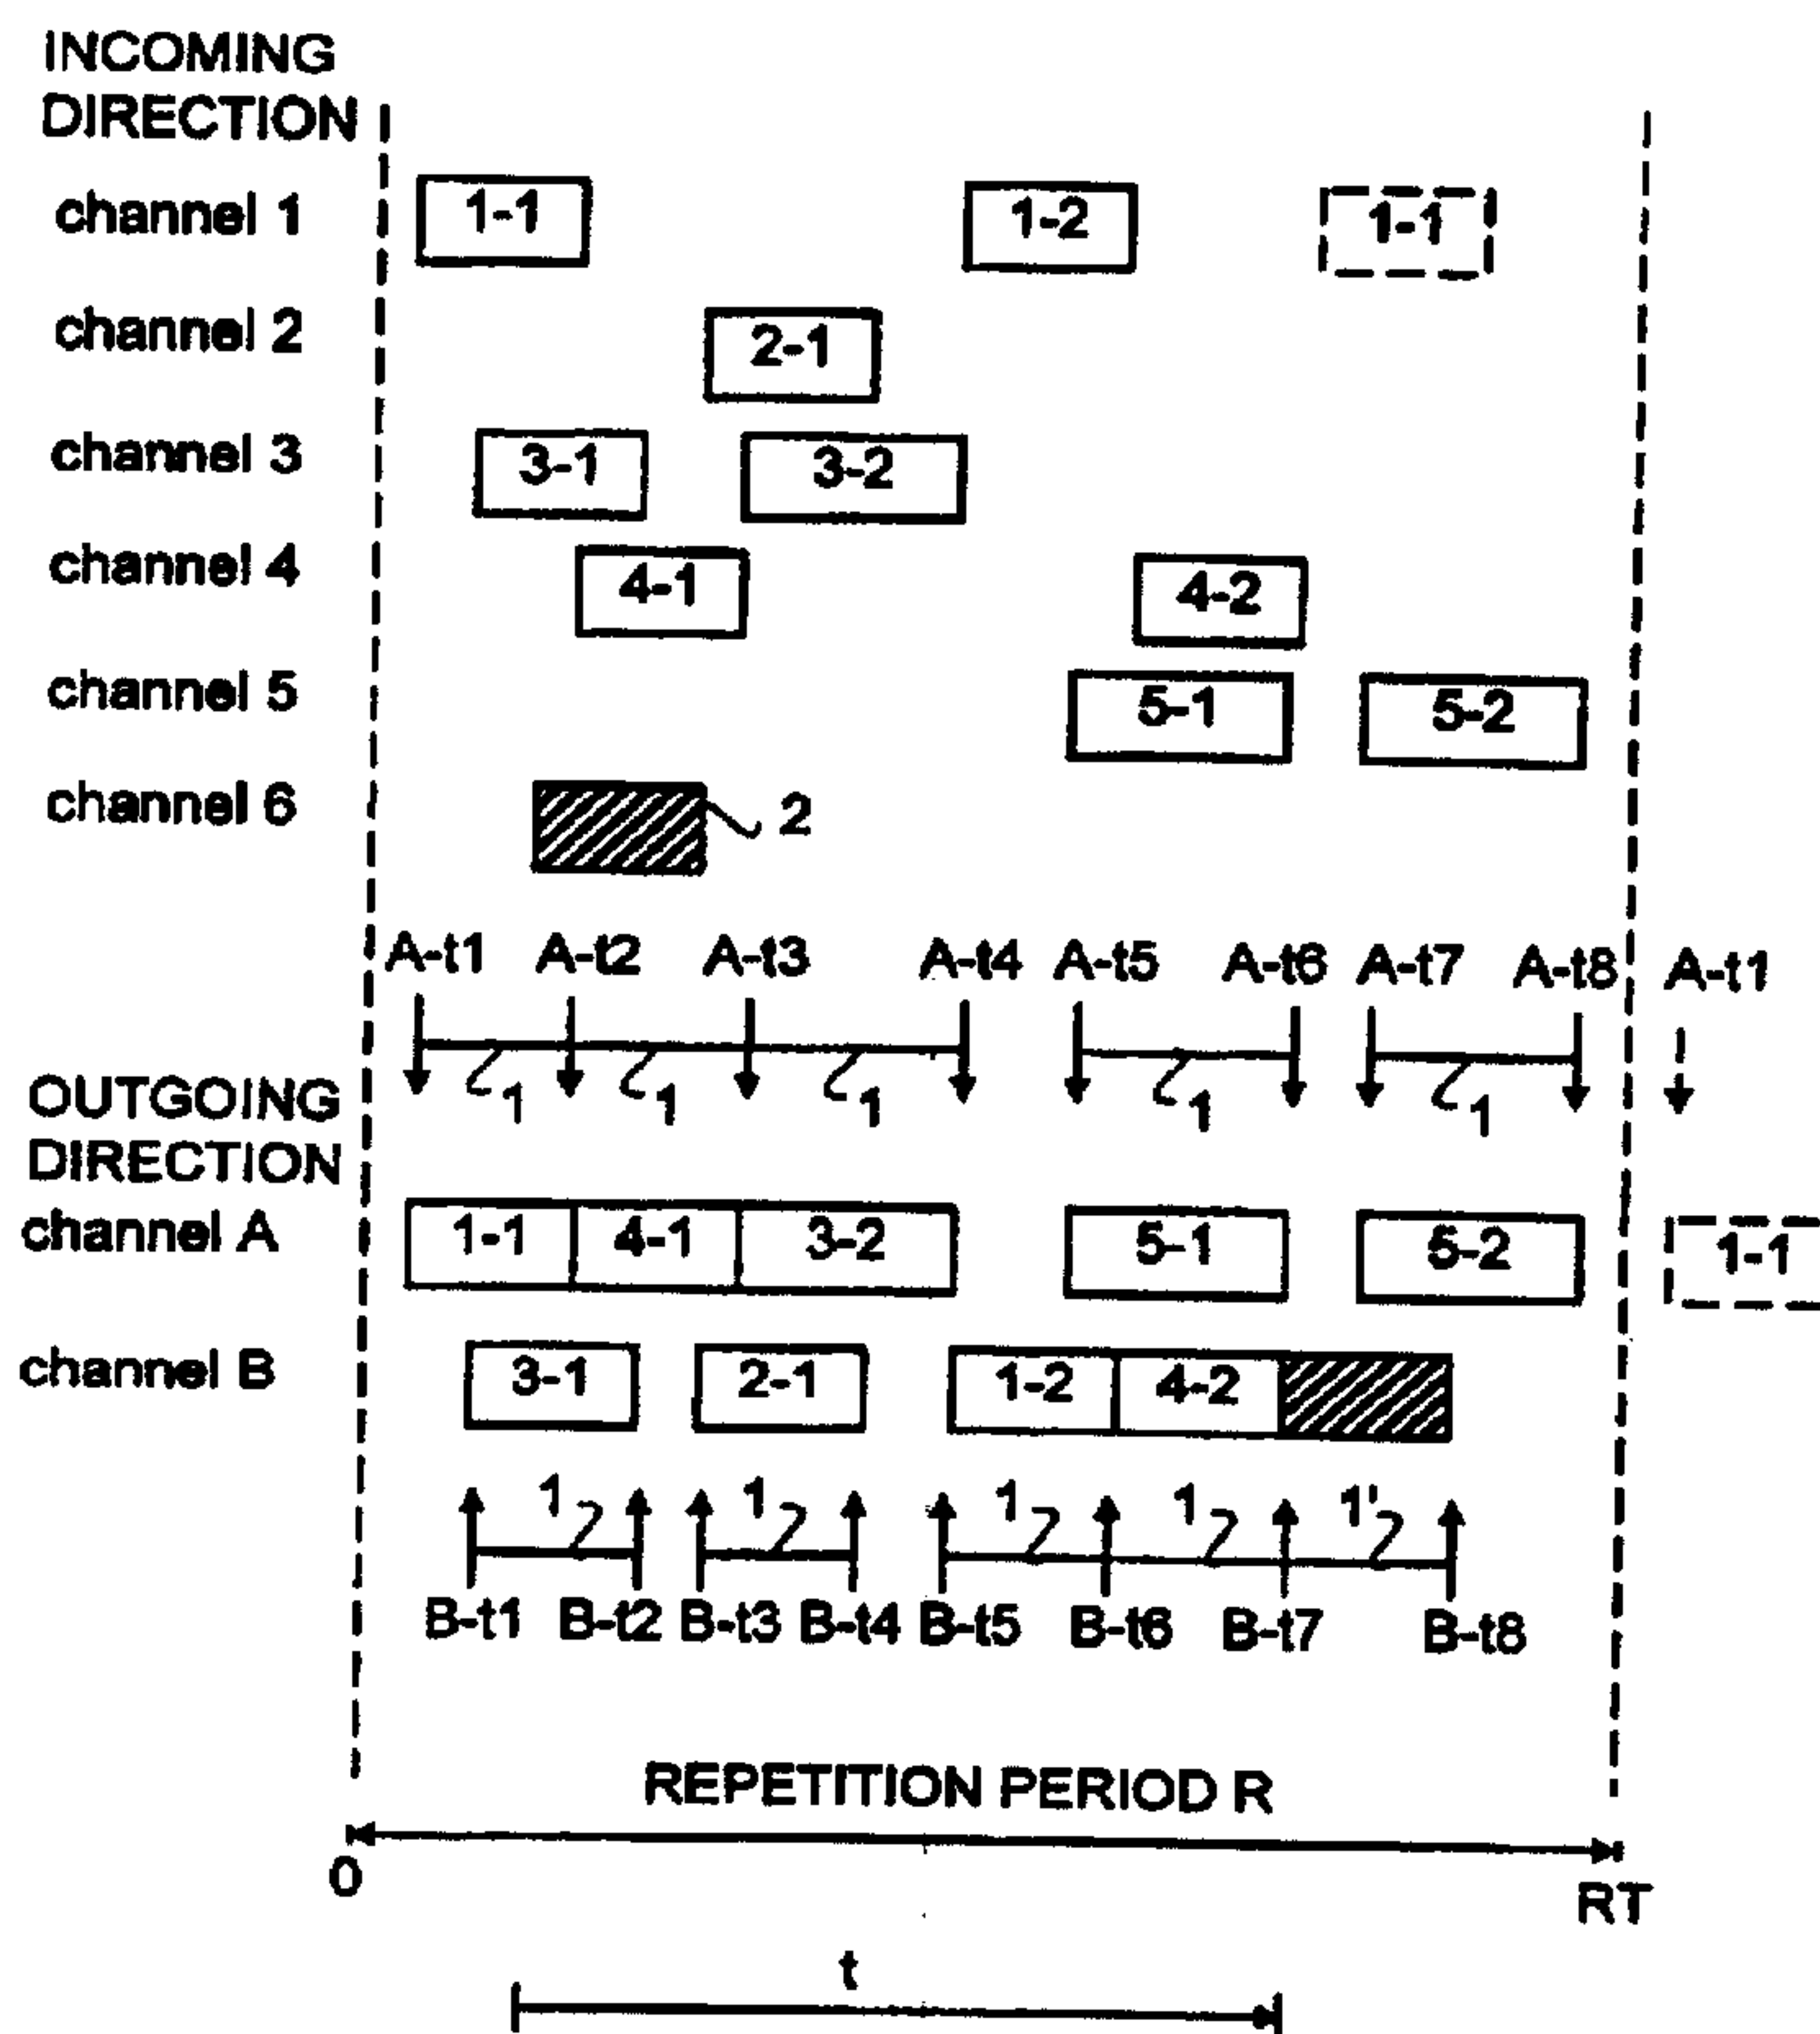 INCOMING
DIRECTION
channel 1 1-1 1-2 1-1
channel 2 2-1
channel 3 3-1 3-2
channel 4 4-1 4-2
channel 5 5-1 5-2
channel 6 2
A-t1 A-t2 A-t3 A-t4 A-t5 A-t6 A-t7 A-t8 A-t1
1 1 1 1 1
OUTGOING
DIRECTION
channel A 1-1 4-1 3-2 5-1 5-2 1-1
channel B 3-1 2-1 1-2 4-2
1 1 1 1 1'
B-t1 B-t2 B-t3 B-t4 B-t5 B-t6 B-t7 B-t8
REPETITION PERIOD R
0 RT
t